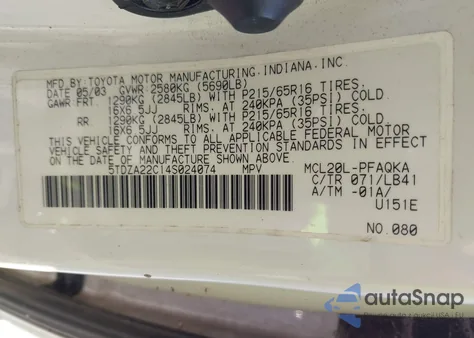 MFD. BY: TOYOTA MOTOR MANUFACTURING, INDIANA, INC.
DATE 05/03 GVWR 2580KG (5690LB)
GAWR: FRT. 1290KG (2845LB) WITH P215/65R16 TIRES.
16X6 5JJ RIMS. AT 240KPA (35PSI) COLD
RR 1290KG (2845LB) WITH P215/65R16 TIRES.
16X6 5JJ RIMS. AT 240KPA (35PSI) COLD
THIS VEHICLE CONFORMS TO ALL APPLICABLE FEDERAL MOTOR
VEHICLE SAFETY AND THEFT PREVENTION STANDARDS IN EFFECT
ON THE DATE OF MANUFACTURE SHOWN ABOVE.
5TDZA22C14S024074 MPV MCL20L-PFAQKA
C/TR 071/LB41
A/TM -01A/
U151E
NO. 080
autoSnap